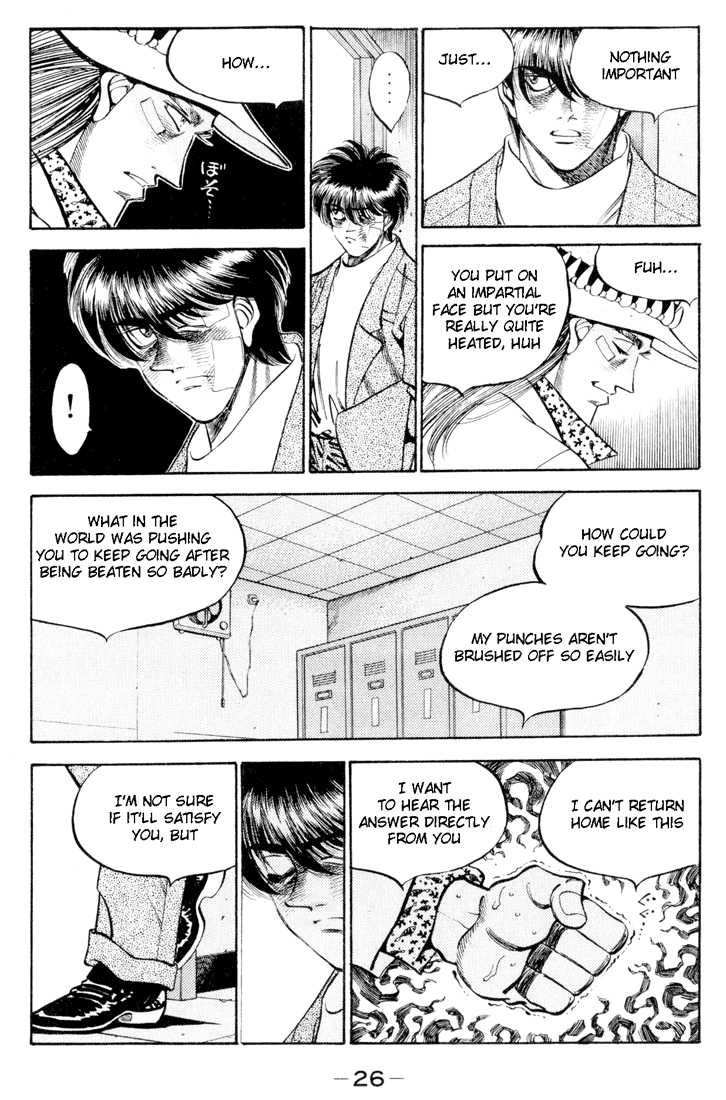 NOTHING
IMPORTANT
JUST...
...
HOW...
ぼそ...
FUH...
YOU PUT ON
AN IMPARTIAL
FACE BUT YOU'RE
REALLY QUITE
HEATED, HUH
!
HOW COULD
YOU KEEP GOING?
MY PUNCHES AREN'T
BRUSHED OFF SO EASILY
WHAT IN THE
WORLD WAS PUSHING
YOU TO KEEP GOING AFTER
BEING BEATEN SO BADLY?
I CAN'T RETURN
HOME LIKE THIS
I WANT
TO HEAR THE
ANSWER DIRECTLY
FROM YOU
I'M NOT SURE
IF IT'LL SATISFY
YOU, BUT
-26-